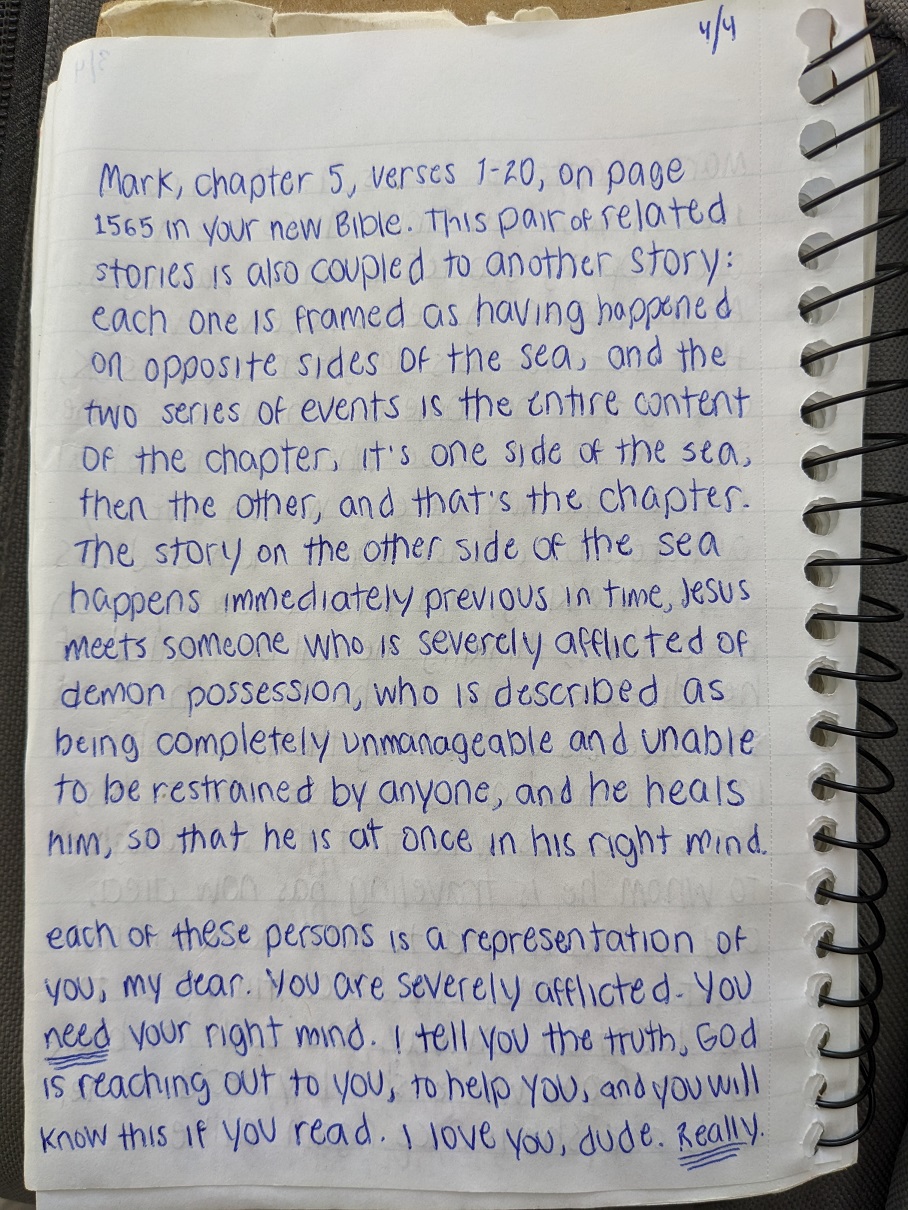 4/4
Mark, chapter 5, verses 1-20, on page
1565 in your new Bible. This pair of related
stories is also coupled to another story:
each one is framed as having happened
on opposite sides of the sea, and the
two series of events is the entire content
of the chapter, it's one side of the sea,
then the other, and that's the chapter.
The story on the other side of the sea
happens immediately previous in time, Jesus
meets someone who is severely afflicted of
demon possession, who is described as
being completely unmanageable and unable
to be restrained by anyone, and he heals
him, so that he is at once in his right mind.
each of these persons is a representation of
you, my dear. You are severely afflicted. You
need your right mind. I tell you the truth, God
is reaching out to you, to help you, and you will
know this if you read. I love you, dude. Really.